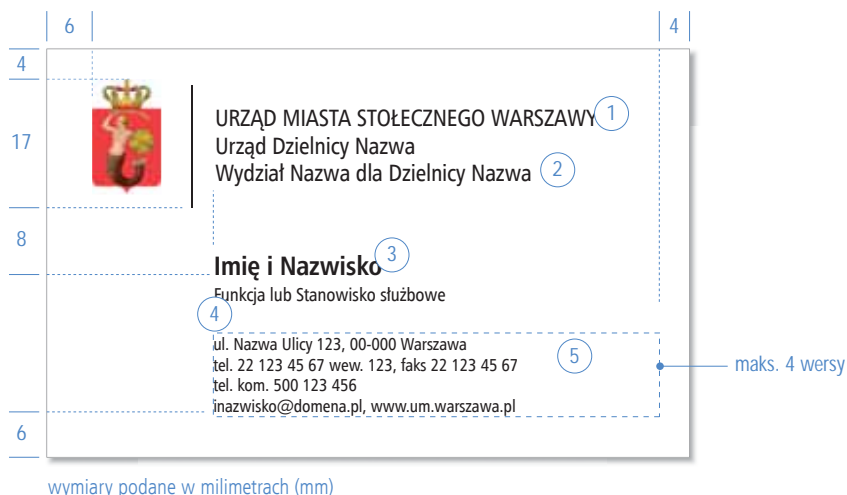 6
4
4
17
8
6
URZĄD MIASTA STOŁECZNEGO WARSZAWY 1
Urząd Dzielnicy Nazwa
Wydział Nazwa dla Dzielnicy Nazwa 2
Imię i Nazwisko 3
Funkcja lub Stanowisko służbowe
4
ul. Nazwa Ulicy 123, 00-000 Warszawa
5
tel. 22 123 45 67 wew. 123, faks 22 123 45 67
maks. 4 wersy
tel. kom. 500 123 456
inazwisko@domena.pl, www.um.warszawa.pl
wymiary podane w milimetrach (mm)